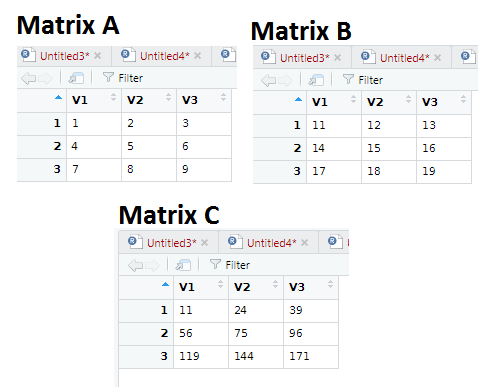 Matrix A
Untitled3* Untitled4*
Filter
V1 V2 V3
1 1 2 3
2 4 5 6
3 7 8 9
Matrix B
Untitled3* Untitled4*
Filter
V1 V2 V3
1 11 12 13
2 14 15 16
3 17 18 19
Matrix C
Untitled3* Untitled4*
Filter
V1 V2 V3
1 11 24 39
2 56 75 96
3 119 144 171